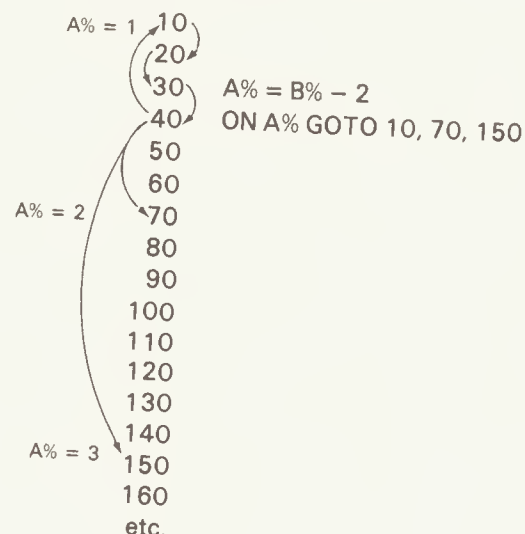 A% = 1 10
20
30 A% = B% − 2
40 ON A% GOTO 10, 70, 150
50
60
A% = 2 70
80
90
100
110
120
130
140
A% = 3 150
160
etc.